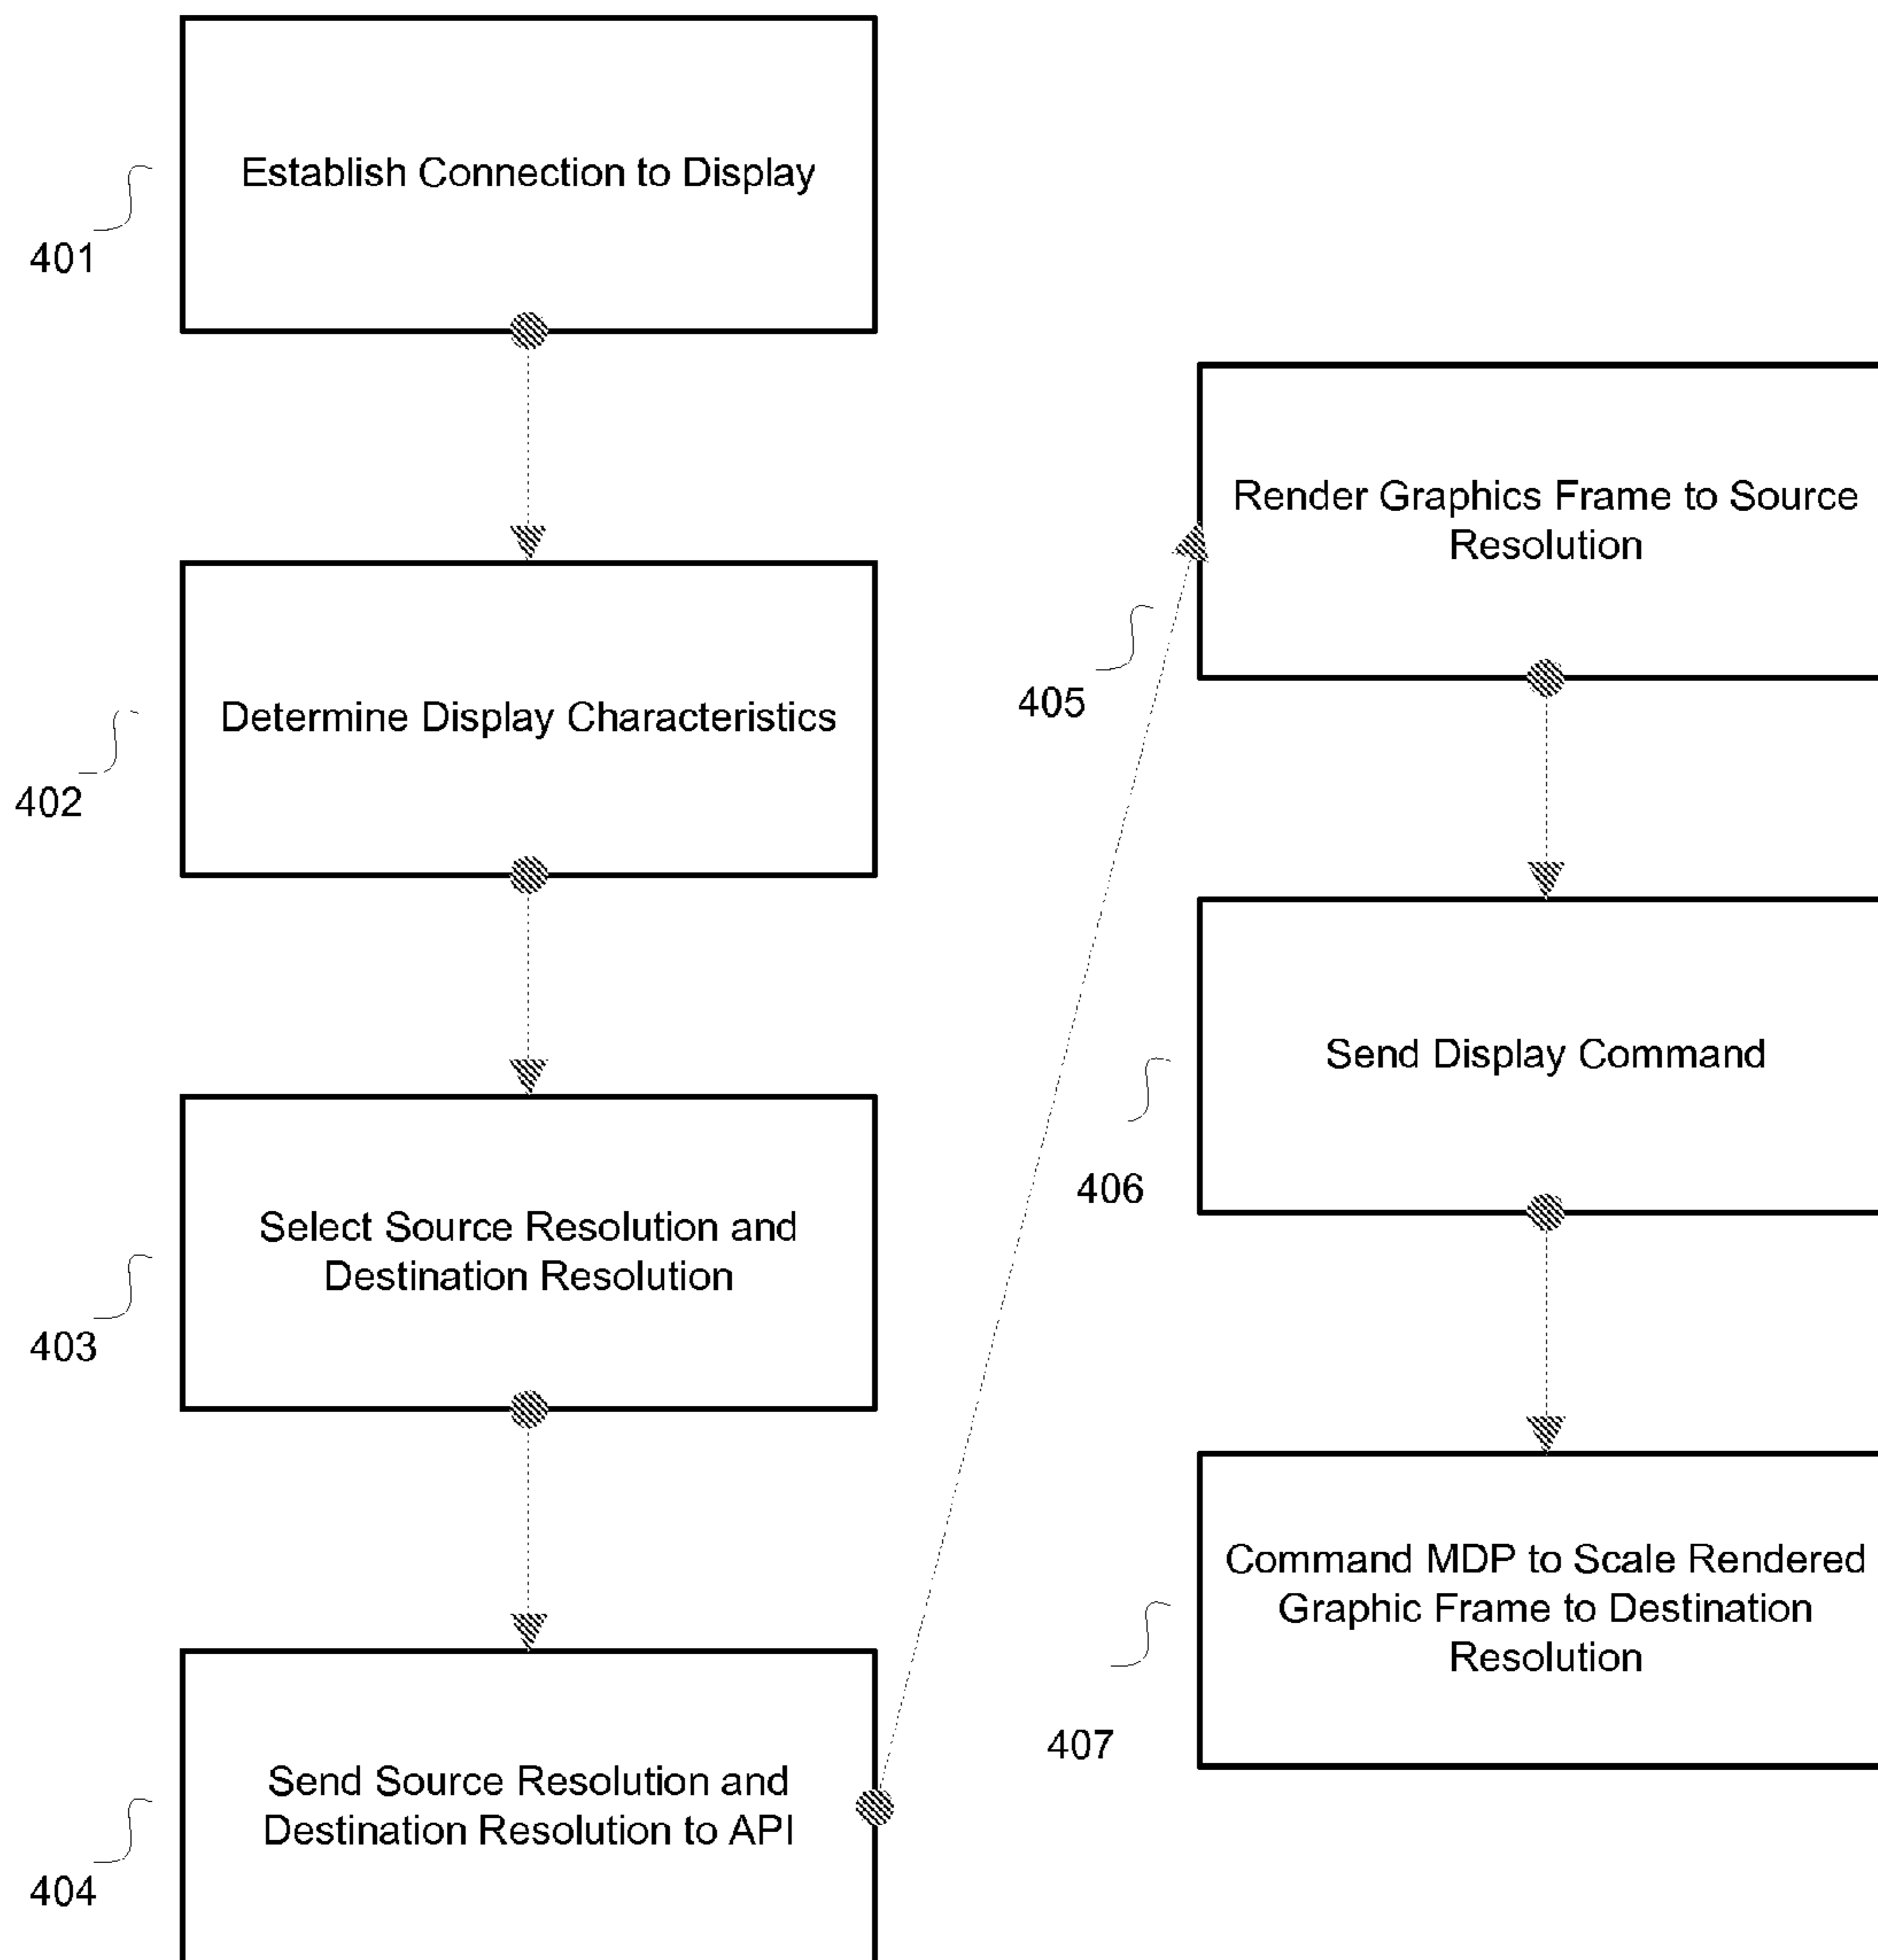 Establish Connection to Display
401
Determine Display Characteristics
402
Select Source Resolution and
Destination Resolution
403
Send Source Resolution and
Destination Resolution to API
404
Render Graphics Frame to Source
Resolution
405
Send Display Command
406
Command MDP to Scale Rendered
Graphic Frame to Destination
Resolution
407